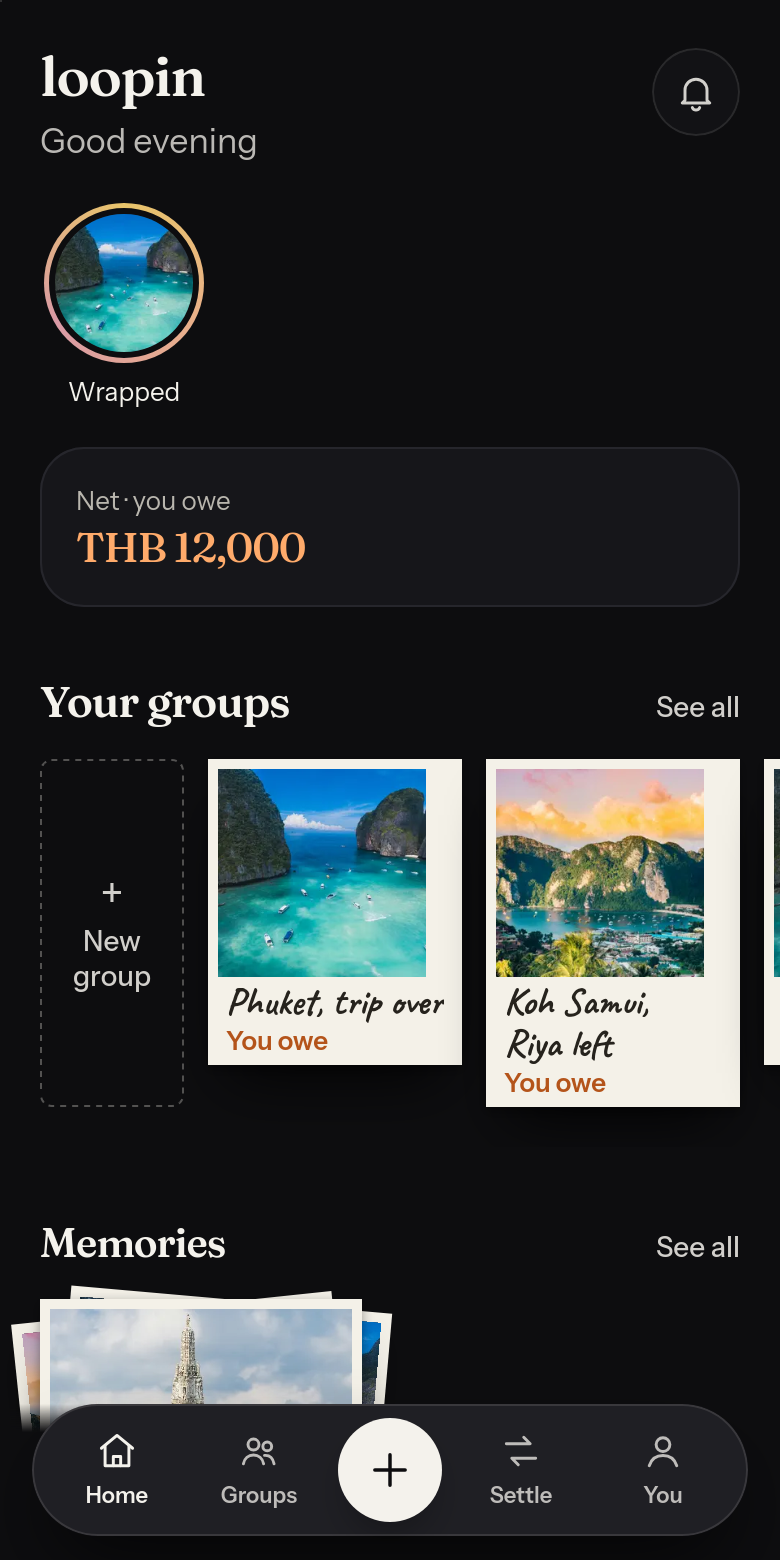 loopin
Good evening
Wrapped
Net · you owe
THB 12,000
Your groups
See all
+
New
group
Phuket, trip over
You owe
Koh Samui,
Riya left
You owe
Memories
See all
Home
Groups
Settle
You